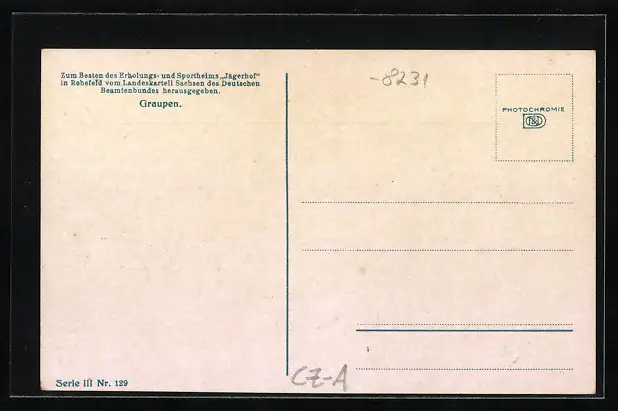 Zum Besten des Erholungs- und Sportheims „Jägerhof“
in Rehefeld vom Landeskartell Sachsen des Deutschen
Beamtenbundes herausgegeben.
Graupen.
-8231
PHOTOCHROMIE
Serie III Nr. 129
CZ-A